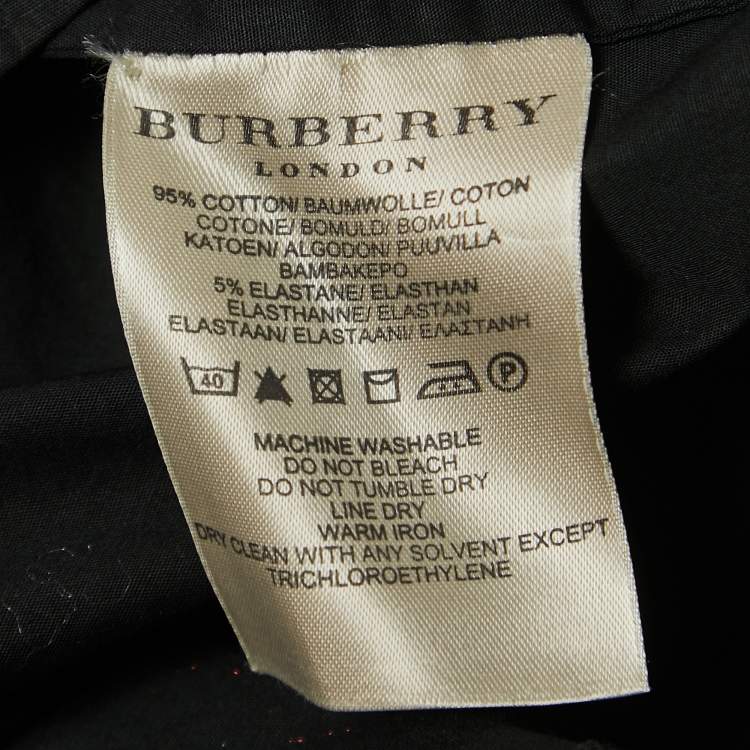 BURBERRY
LONDON
95% COTTON/ BAUMWOLLE/ COTON
COTONE/ BOMULD/ BOMULL
KATOEN/ ALGODON/ PUUVILLA
BAMBAKEPO
5% ELASTANE/ ELASTHAN
ELASTHANNE/ ELASTAN
ELASTAAN/ ELASTAANI/ ΕΛΑΣΤΑΝΗ
40 P
MACHINE WASHABLE
DO NOT BLEACH
DO NOT TUMBLE DRY
LINE DRY
WARM IRON
DRY CLEAN WITH ANY SOLVENT EXCEPT
TRICHLOROETHYLENE